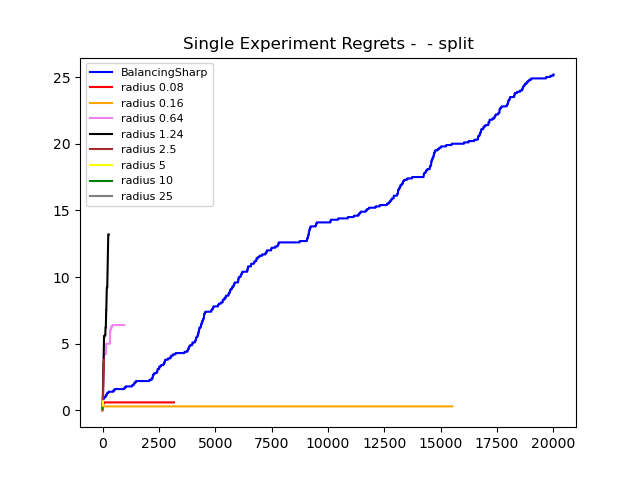 Single Experiment Regrets -  - split
25
20
15
10
5
0
BalancingSharp
radius 0.08
radius 0.16
radius 0.64
radius 1.24
radius 2.5
radius 5
radius 10
radius 25
0 2500 5000 7500 10000 12500 15000 17500 20000